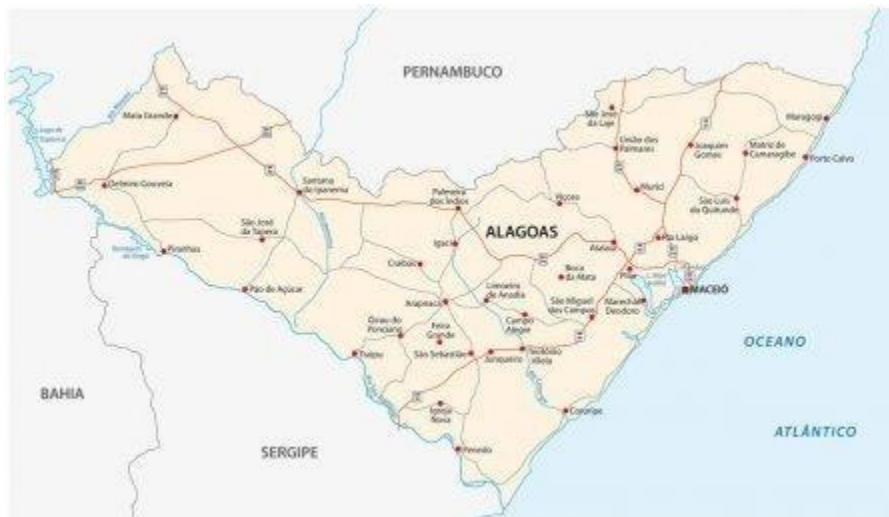 PERNAMBUCO
Mata Grande
São José
da Laje
Maragogi
União dos
Palmares
Joaquim
Gomes
Matriz de
Camaragibe
Porto Calvo
Delmiro Gouveia
Santana
do Ipanema
Palmeira
dos Índios
Viçosa
Murici
São Luís
do Quitunde
São José
da Tapera
ALAGOAS
Igaci
Atalaia
Rio Largo
Piranhas
Craíbas
Boca
da Mata
Pilar
Pão de Açúcar
Limoeiro
de Anadia
MACEIÓ
Arapiraca
São Miguel
dos Campos
Marechal
Deodoro
Girau do
Ponciano
Feira
Grande
Campo
Alegre
OCEANO
Traipu
São Sebastião
Junqueiro
Teotônio
Vilela
BAHIA
Igreja
Nova
Coruripe
ATLÂNTICO
SERGIPE
Penedo